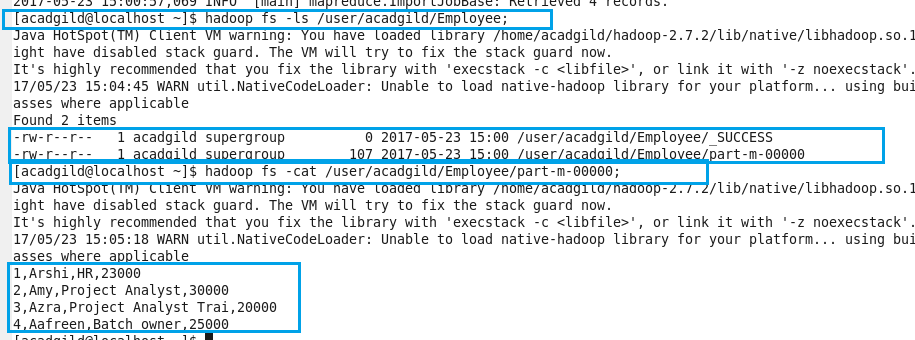 2017-05-23 15:00:57,069 INFO  [main] mapreduce.ImportJobBase: Retrieved 4 records.
[acadgild@localhost ~]$ hadoop fs -ls /user/acadgild/Employee;
Java HotSpot(TM) Client VM warning: You have loaded library /home/acadgild/hadoop-2.7.2/lib/native/libhadoop.so.1
ight have disabled stack guard. The VM will try to fix the stack guard now.
It's highly recommended that you fix the library with 'execstack -c <libfile>', or link it with '-z noexecstack'.
17/05/23 15:04:45 WARN util.NativeCodeLoader: Unable to load native-hadoop library for your platform... using bui
asses where applicable
Found 2 items
-rw-r--r--   1 acadgild supergroup          0 2017-05-23 15:00 /user/acadgild/Employee/_SUCCESS
-rw-r--r--   1 acadgild supergroup        107 2017-05-23 15:00 /user/acadgild/Employee/part-m-00000
[acadgild@localhost ~]$ hadoop fs -cat /user/acadgild/Employee/part-m-00000;
Java HotSpot(TM) Client VM warning: You have loaded library /home/acadgild/hadoop-2.7.2/lib/native/libhadoop.so.1
ight have disabled stack guard. The VM will try to fix the stack guard now.
It's highly recommended that you fix the library with 'execstack -c <libfile>', or link it with '-z noexecstack'.
17/05/23 15:05:18 WARN util.NativeCodeLoader: Unable to load native-hadoop library for your platform... using bui
asses where applicable
1,Arshi,HR,23000
2,Amy,Project Analyst,30000
3,Azra,Project Analyst Trai,20000
4,Aafreen,Batch owner,25000
[acadgild@localhost ~]$